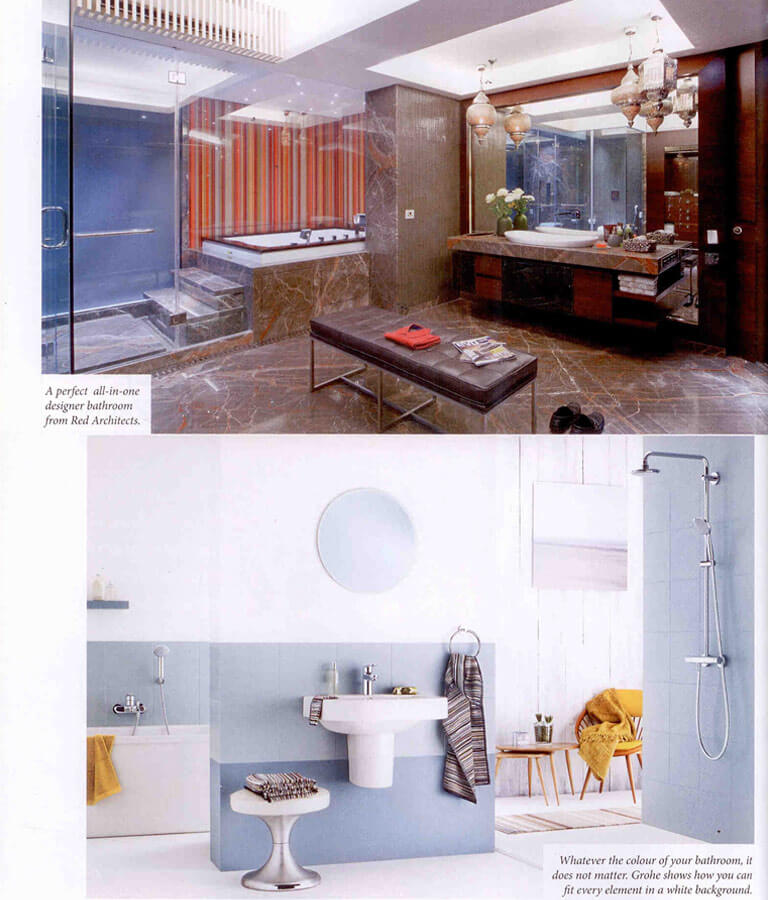 A perfect all-in-one
designer bathroom
from Red Architects.
Whatever the colour of your bathroom, it
does not matter. Grohe shows how you can
fit every element in a white background.